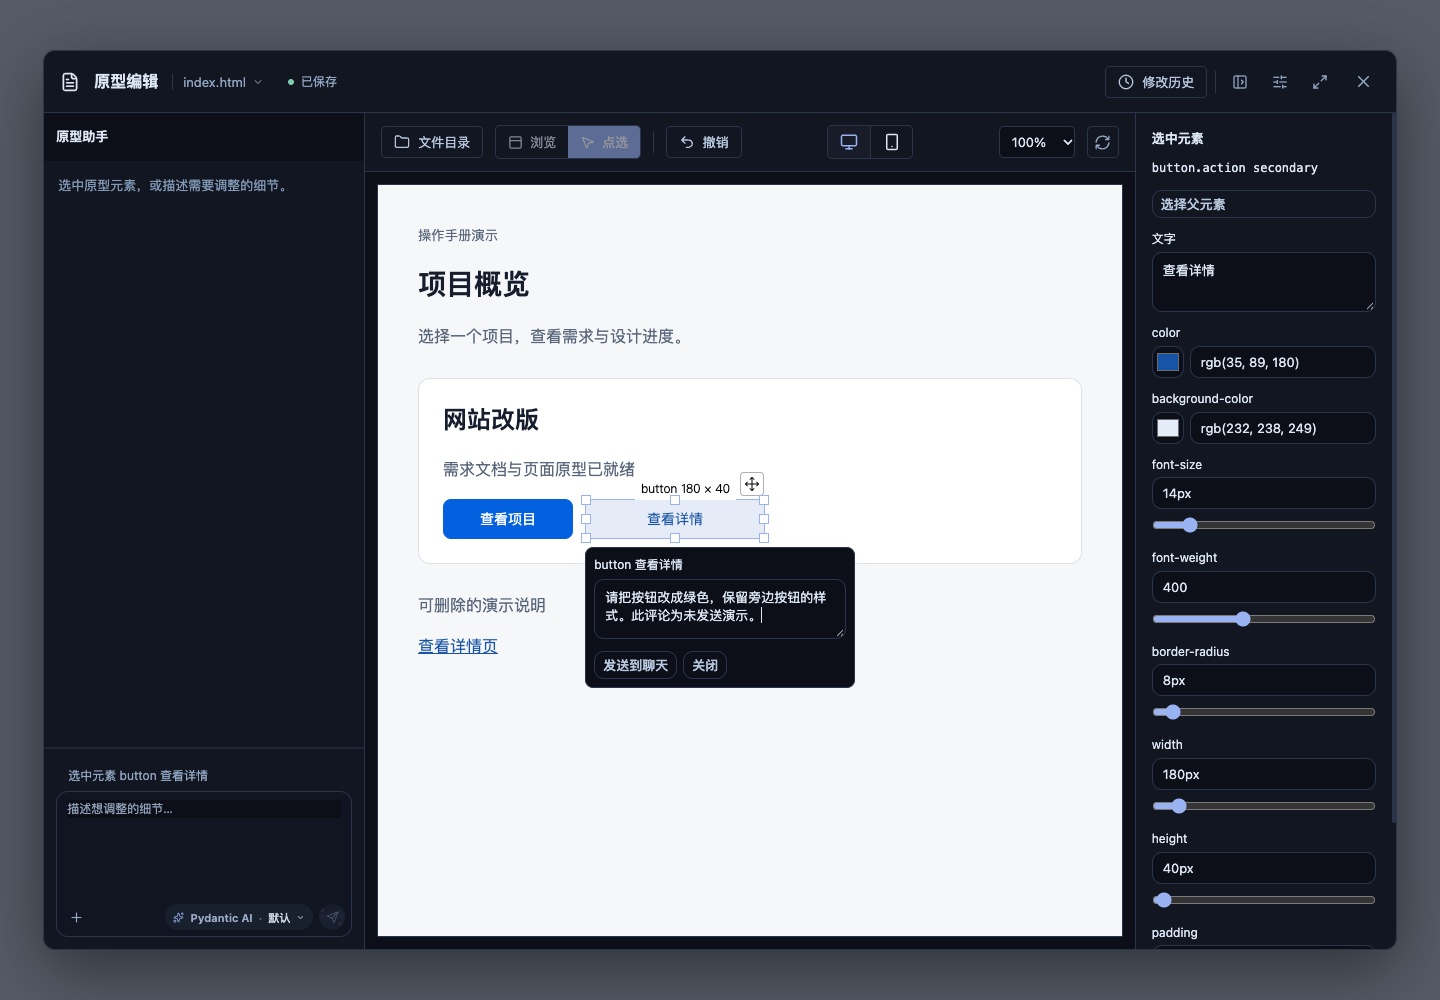 原型编辑
index.html
已保存
修改历史
原型助手
选中原型元素，或描述需要调整的细节。
选中元素 button 查看详情
描述想调整的细节...
Pydantic AI · 默认
文件目录
浏览
点选
撤销
100%
操作手册演示
项目概览
选择一个项目，查看需求与设计进度。
网站改版
需求文档与页面原型已就绪
button 180 × 40
查看项目
查看详情
button 查看详情
请把按钮改成绿色，保留旁边按钮的样
式。此评论为未发送演示。
发送到聊天
关闭
可删除的演示说明
查看详情页
选中元素
button.action secondary
选择父元素
文字
查看详情
color
rgb(35, 89, 180)
background-color
rgb(232, 238, 249)
font-size
14px
font-weight
400
border-radius
8px
width
180px
height
40px
padding